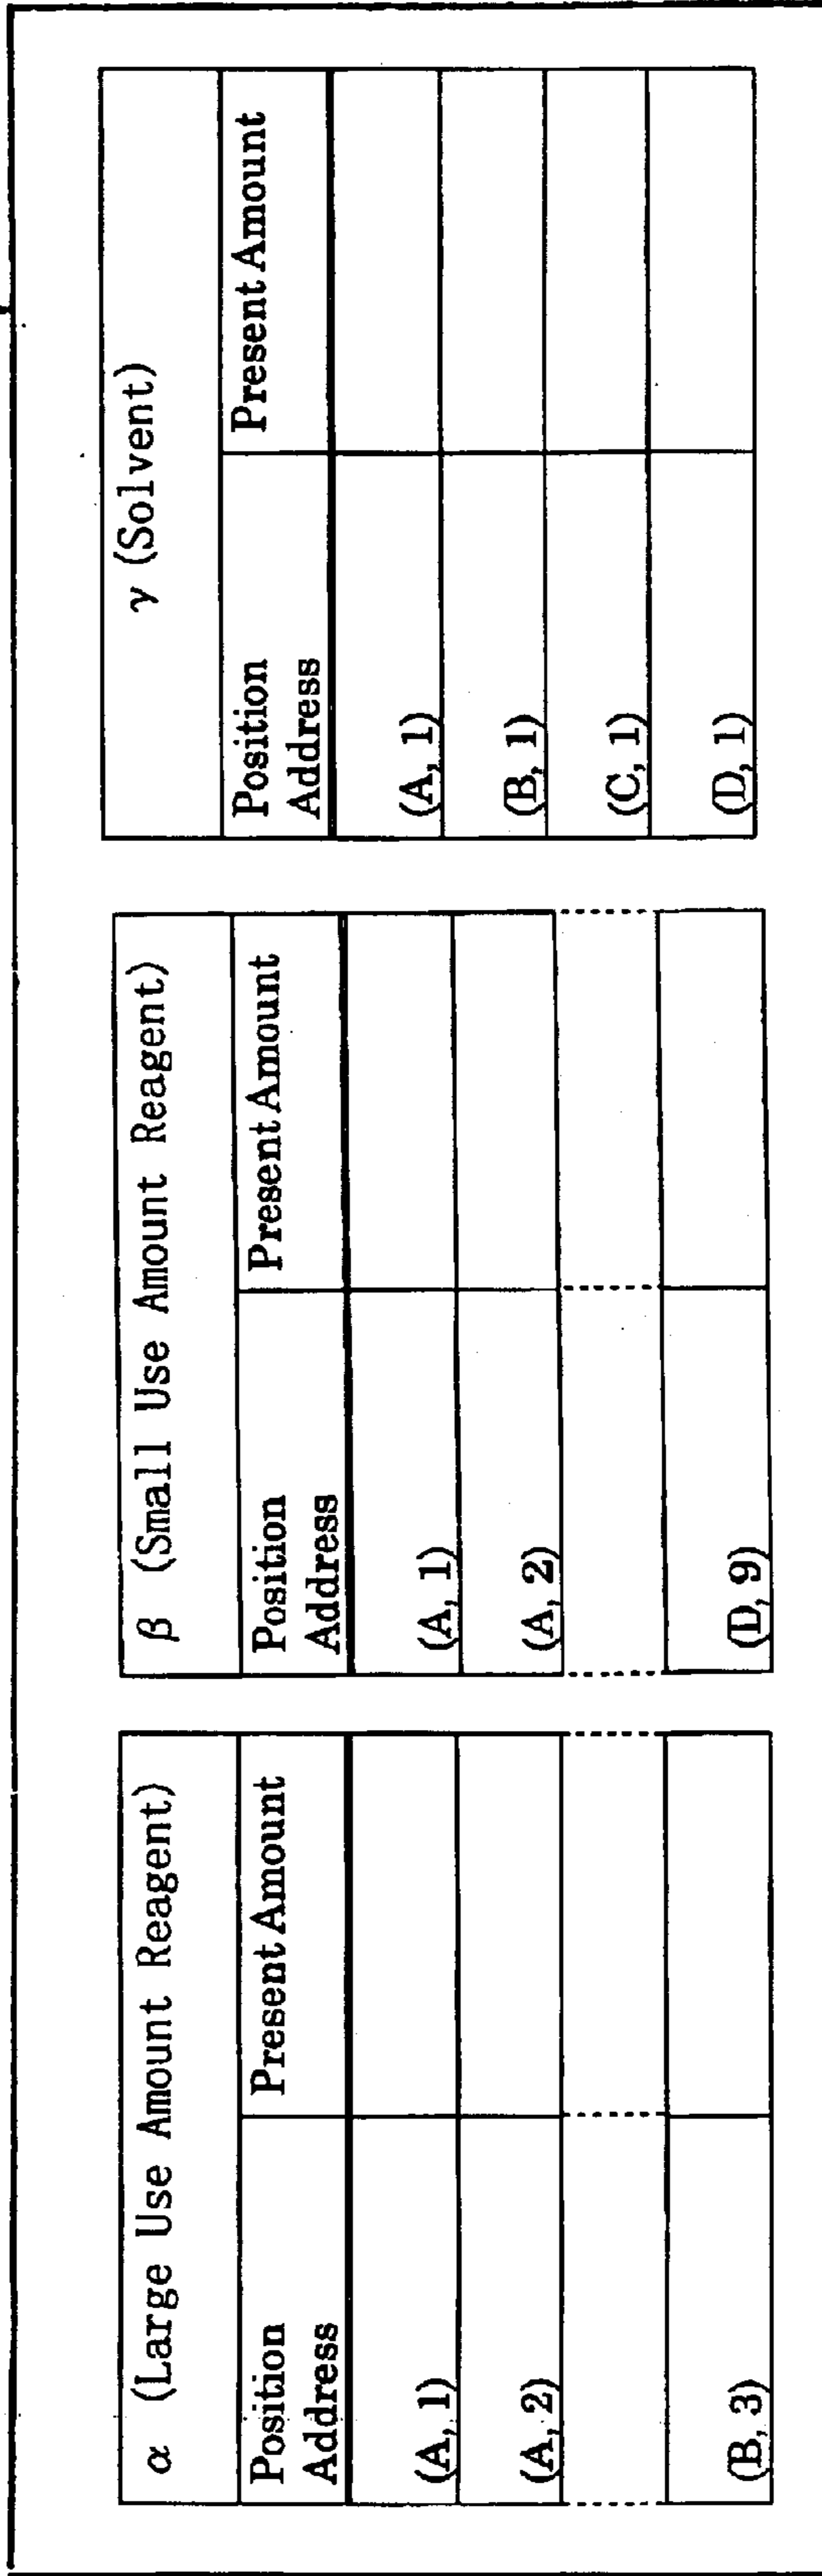 α (Large Use Amount Reagent)
Position Address
Present Amount
(A, 1)
(A, 2)
(B, 3)
β (Small Use Amount Reagent)
Position Address
Present Amount
(A, 1)
(A, 2)
(D, 9)
γ (Solvent)
Position Address
Present Amount
(A, 1)
(B, 1)
(C, 1)
(D, 1)